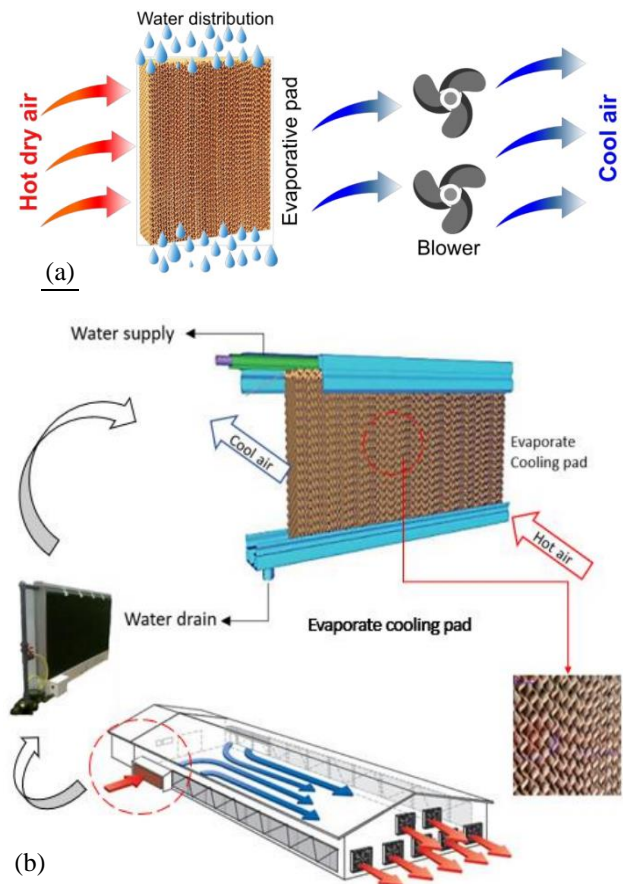 Water distribution
Hot dry air
Evaporative pad
Cool air
Blower
(a)
Water supply
Cool air
Evaporate
Cooling pad
Hot air
Water drain
Evaporate cooling pad
(b)